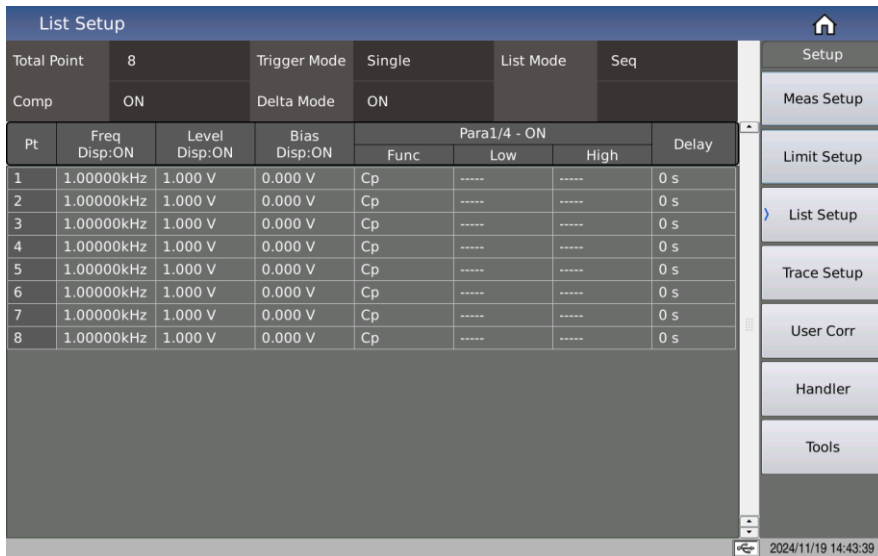 List Setup
Total Point 8 Trigger Mode Single List Mode Seq Setup
Comp ON Delta Mode ON Meas Setup
Pt Freq Disp:ON Level Disp:ON Bias Disp:ON Para1/4 - ON Delay
Func Low High
Limit Setup
1 1.00000kHz 1.000 V 0.000 V Cp ----- ----- 0 s
2 1.00000kHz 1.000 V 0.000 V Cp ----- ----- 0 s
3 1.00000kHz 1.000 V 0.000 V Cp ----- ----- 0 s
List Setup
4 1.00000kHz 1.000 V 0.000 V Cp ----- ----- 0 s
5 1.00000kHz 1.000 V 0.000 V Cp ----- ----- 0 s
Trace Setup
6 1.00000kHz 1.000 V 0.000 V Cp ----- ----- 0 s
7 1.00000kHz 1.000 V 0.000 V Cp ----- ----- 0 s
8 1.00000kHz 1.000 V 0.000 V Cp ----- ----- 0 s
User Corr
Handler
Tools
2024/11/19 14:43:39